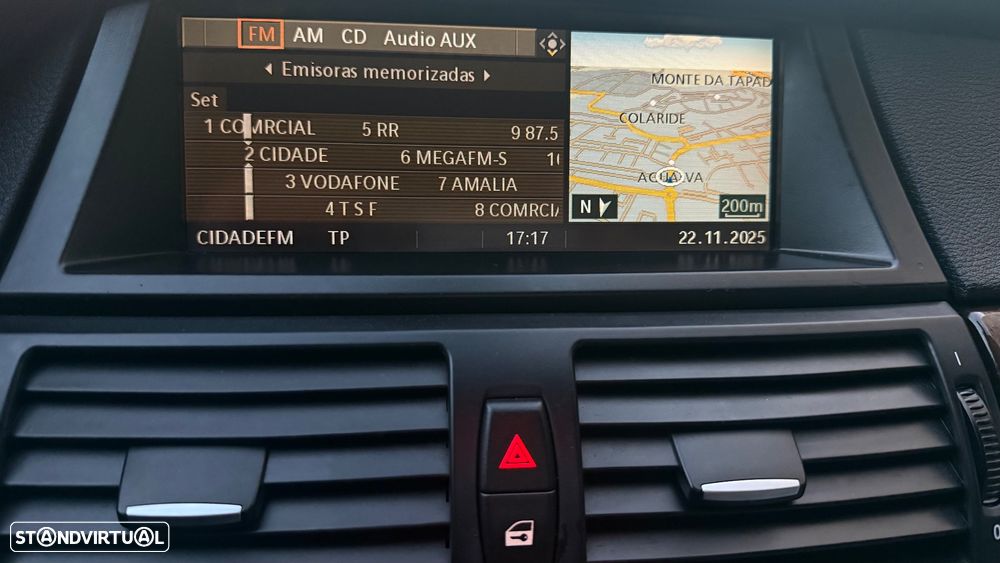 FM AM CD Audio AUX
Emisoras memorizadas
Set
1 COMRCIAL 5 RR 9 87.5
2 CIDADE 6 MEGAFM-S
3 VODAFONE 7 AMALIA
4 T S F 8 COMRCI
CIDADEFM TP 17:17 22.11.2025
MONTE DA TAPAD
COLARIDE
AGUALVA
N 200m
0
STANDVIRTUAL